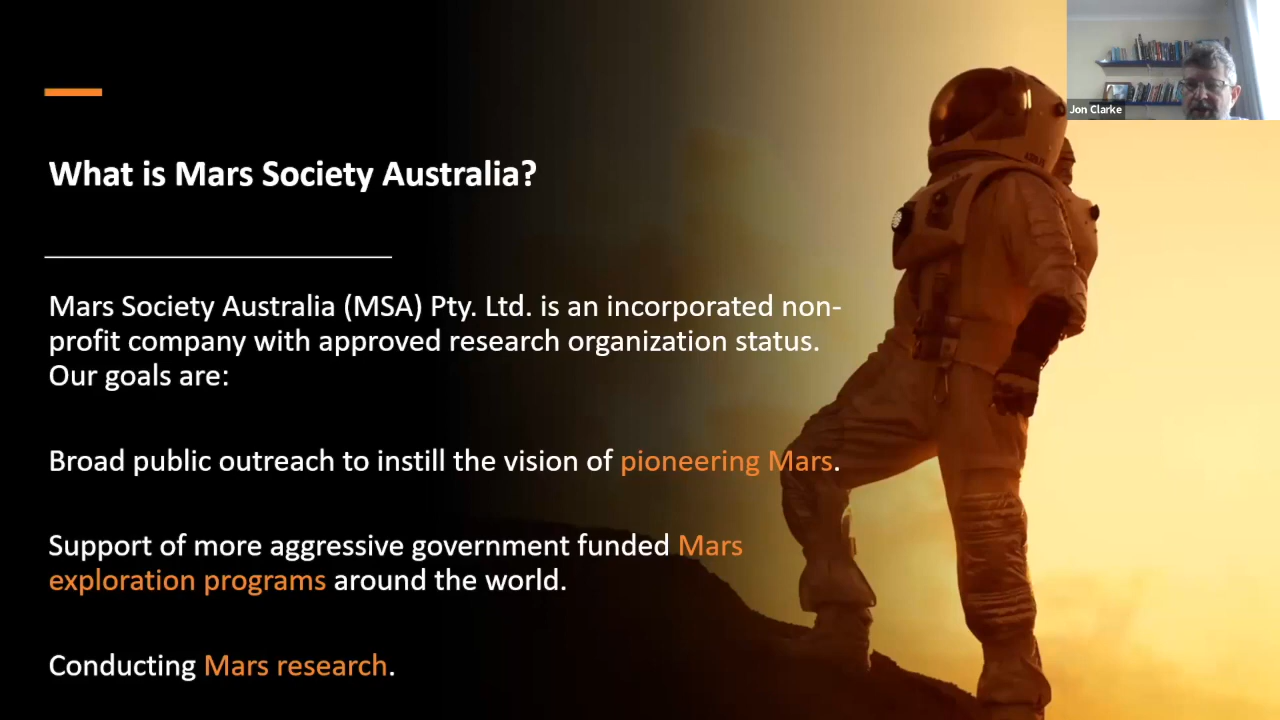 What is Mars Society Australia?
Mars Society Australia (MSA) Pty. Ltd. is an incorporated non-
profit company with approved research organization status.
Our goals are:
Broad public outreach to instill the vision of pioneering Mars.
Support of more aggressive government funded Mars
exploration programs around the world.
Conducting Mars research.
Jon Clarke